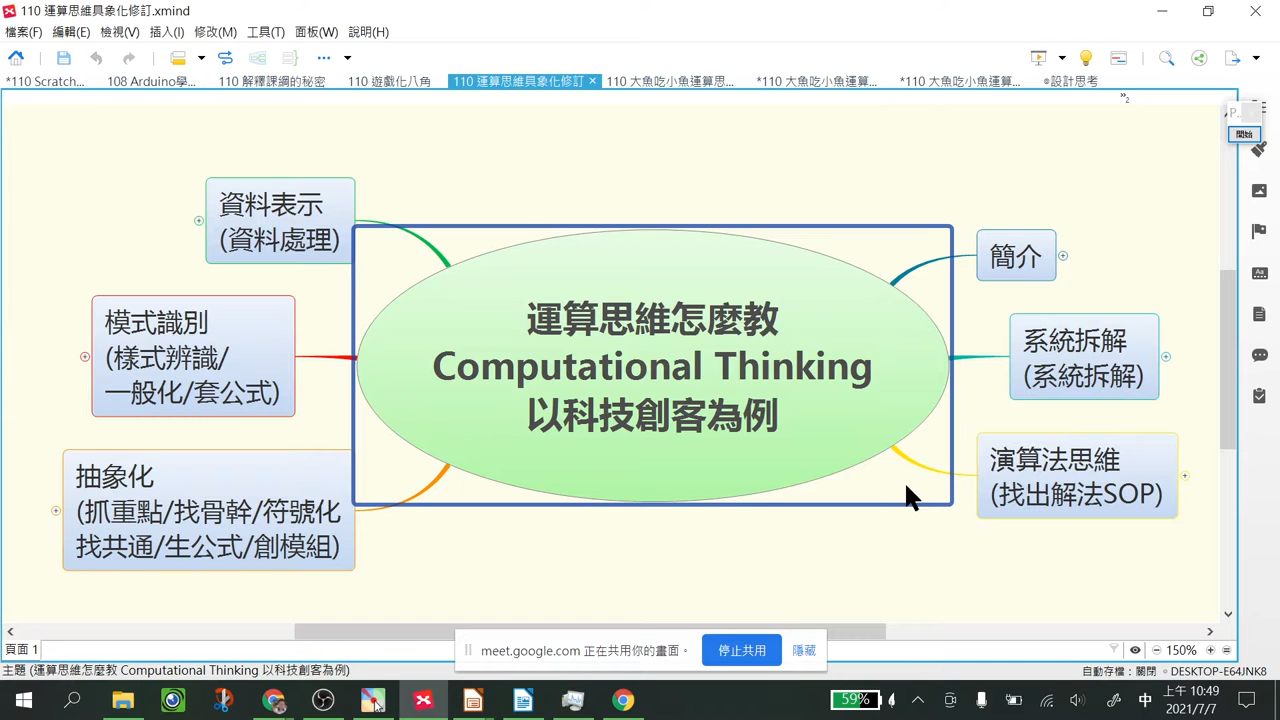 110 運算思維具象化修訂.xmind
檔案(F) 編輯(E) 檢視(V) 插入(I) 修改(M) 工具(T) 面板(W) 說明(H)
*110 Scratch... 108 Arduino學... 110 解釋課綱的秘密 110 遊戲化八角 110 運算思維具象化修訂 110 大魚吃小魚運算思... *110 大魚吃小魚運算... *110 大魚吃小魚運算... ®設計思考
»2
P...
開始
資料表示
(資料處理)
模式識別
(樣式辨識/
一般化/套公式)
抽象化
(抓重點/找骨幹/符號化
找共通/生公式/創模組)
運算思維怎麼教
Computational Thinking
以科技創客為例
簡介
系統拆解
(系統拆解)
演算法思維
(找出解法SOP)
meet.google.com 正在共用你的畫面。 停止共用 隱藏
頁面 1
150%
主題 (運算思維怎麼教 Computational Thinking 以科技創客為例)
自動存檔：關閉 。DESKTOP-E64JNK8
59%
中
上午 10:49
2021/7/7